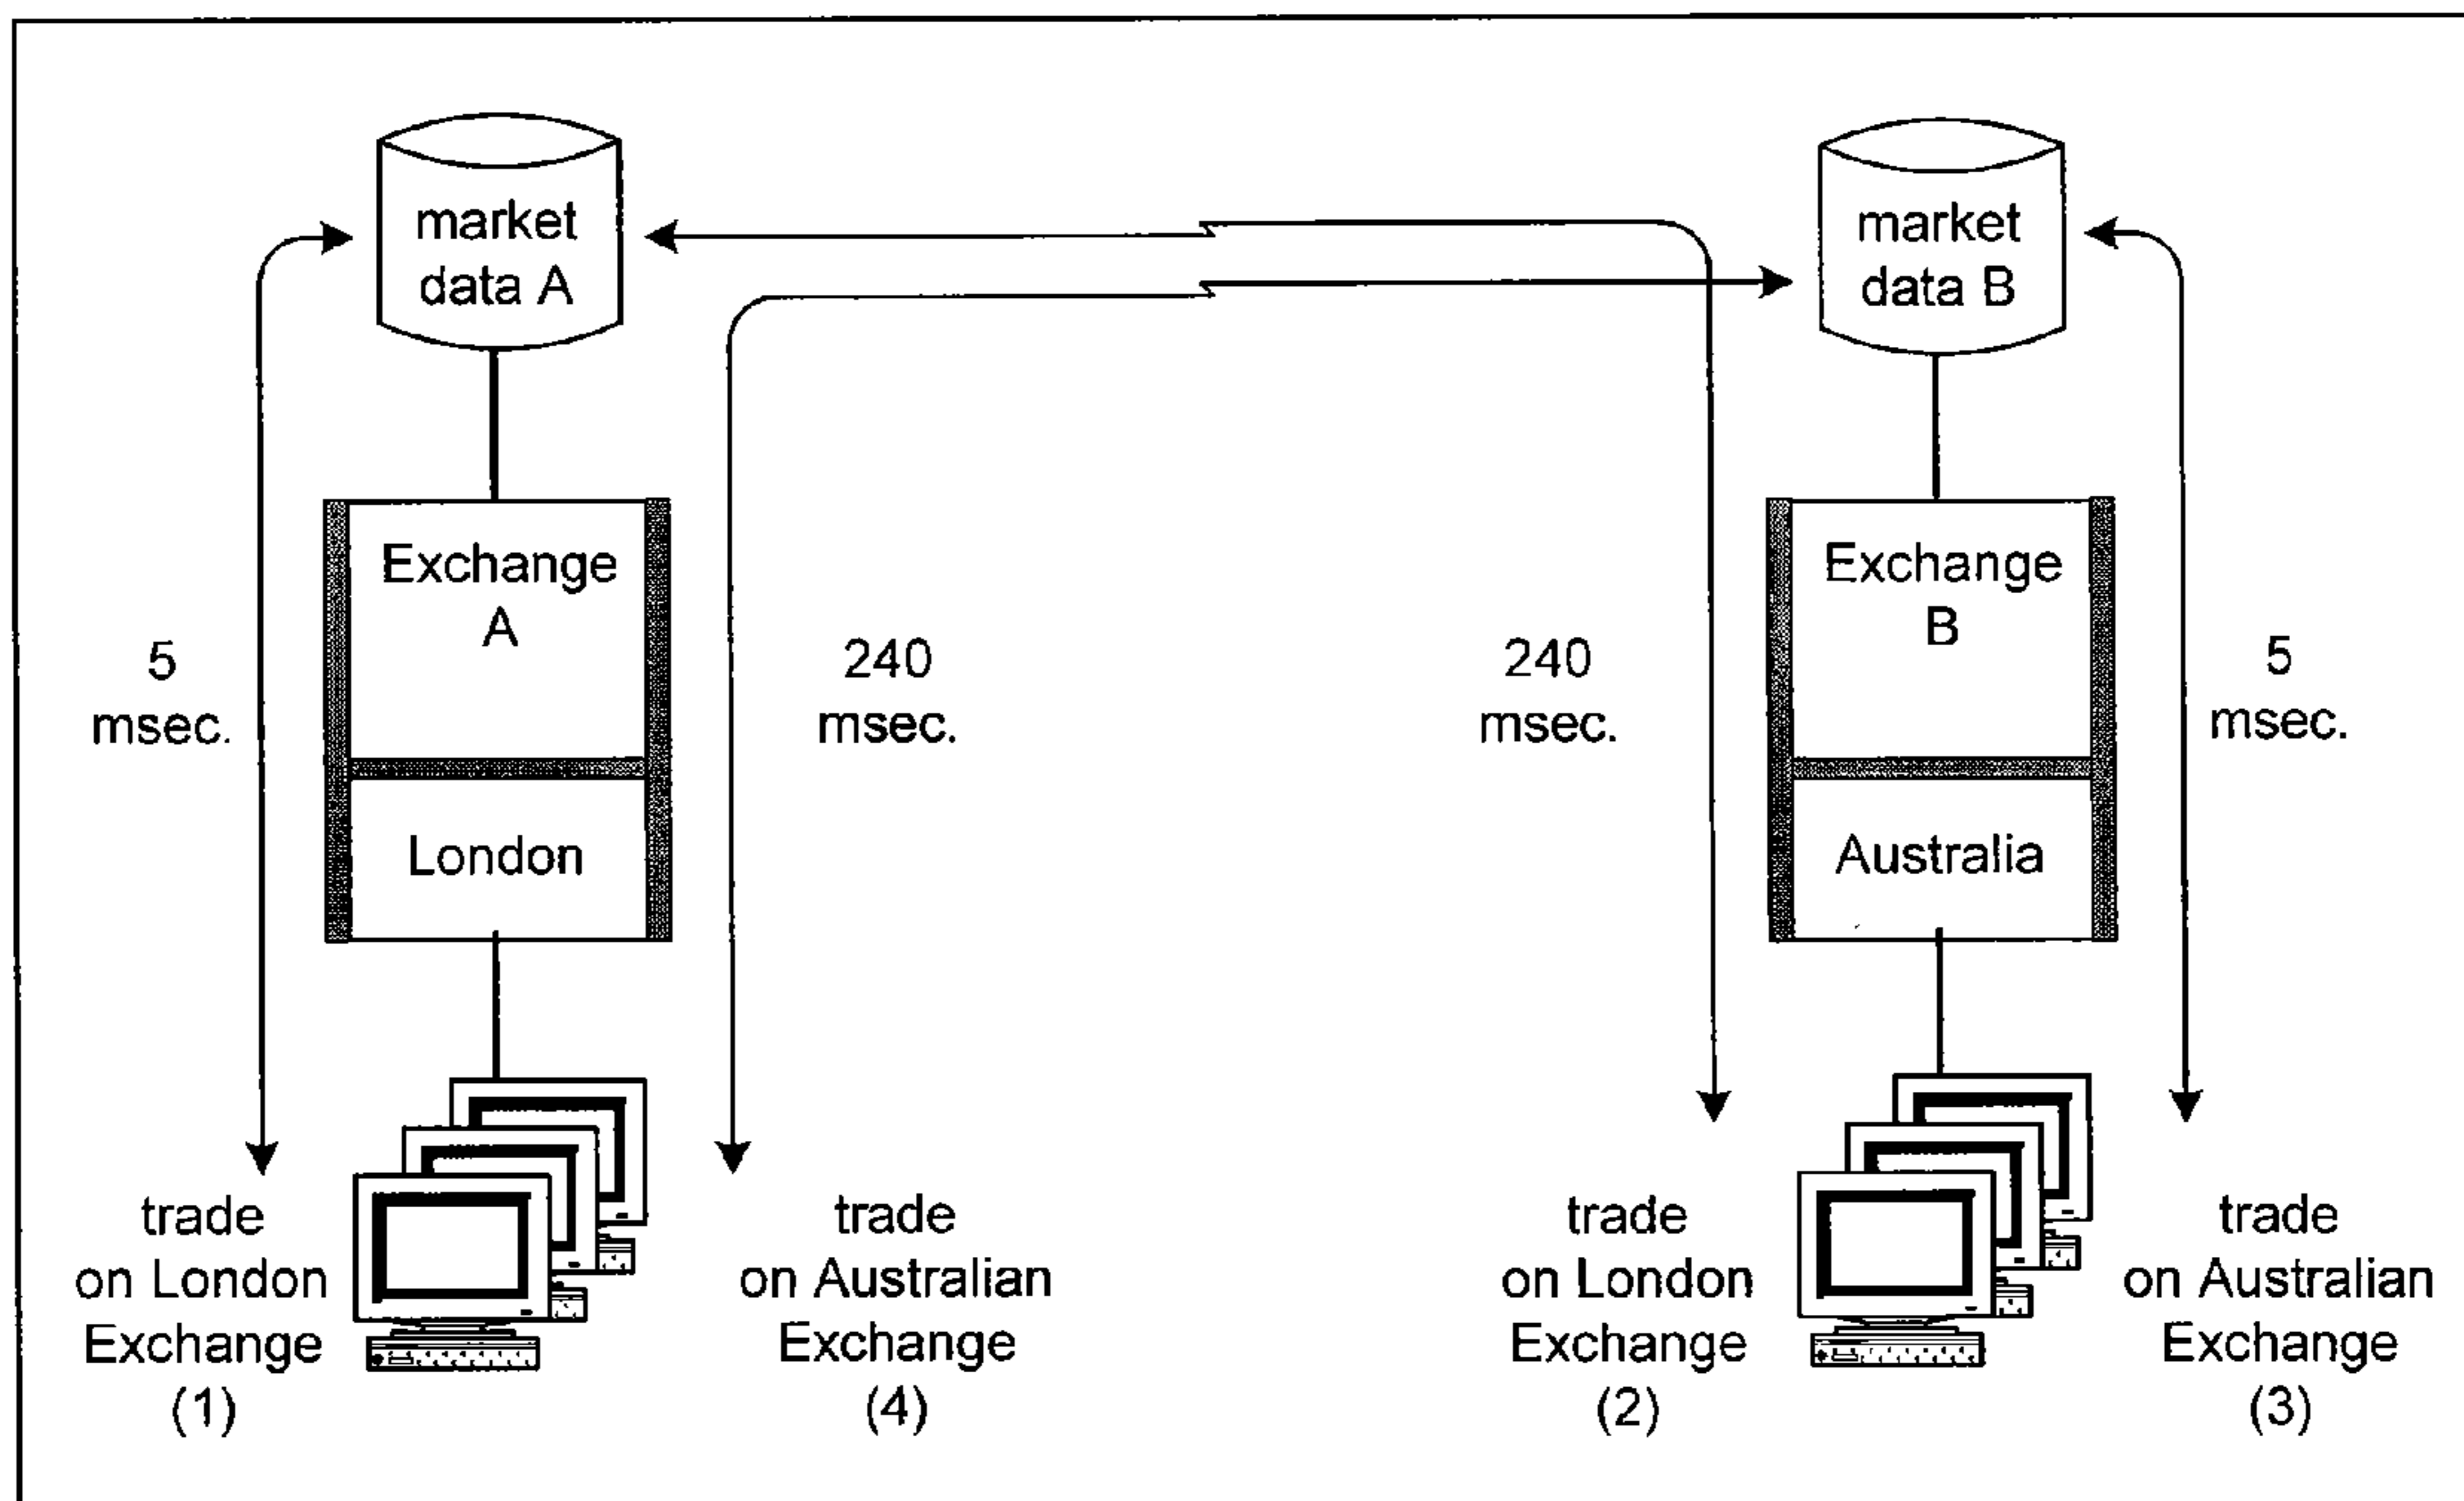 market
data A
market
data B
Exchange
A
Exchange
B
5
msec.
240
msec.
240
msec.
5
msec.
London
Australia
trade
on London
Exchange
(1)
trade
on Australian
Exchange
(4)
trade
on London
Exchange
(2)
trade
on Australian
Exchange
(3)